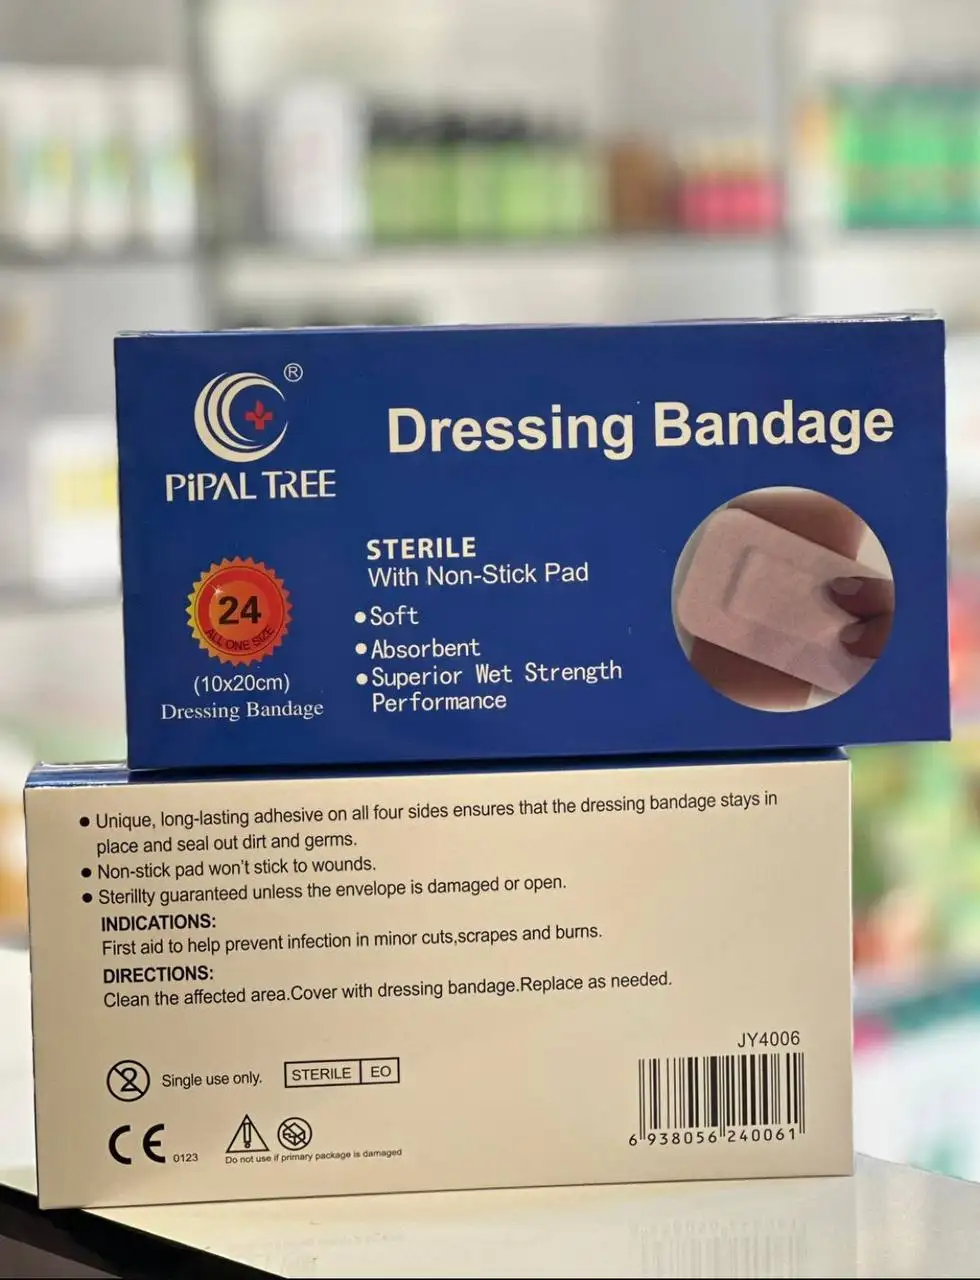 ®
PiPAL TREE
Dressing Bandage
STERILE
With Non-Stick Pad
●Soft
●Absorbent
●Superior Wet Strength
Performance
24
ALL ONE SIZE
(10x20cm)
Dressing Bandage
● Unique, long-lasting adhesive on all four sides ensures that the dressing bandage stays in
place and seal out dirt and germs.
● Non-stick pad won't stick to wounds.
● Sterillty guaranteed unless the envelope is damaged or open.
INDICATIONS:
First aid to help prevent infection in minor cuts,scrapes and burns.
DIRECTIONS:
Clean the affected area.Cover with dressing bandage.Replace as needed.
2 Single use only. STERILE EO
CE 0123
Do not use if primary package is damaged
JY4006
6 938056 240061